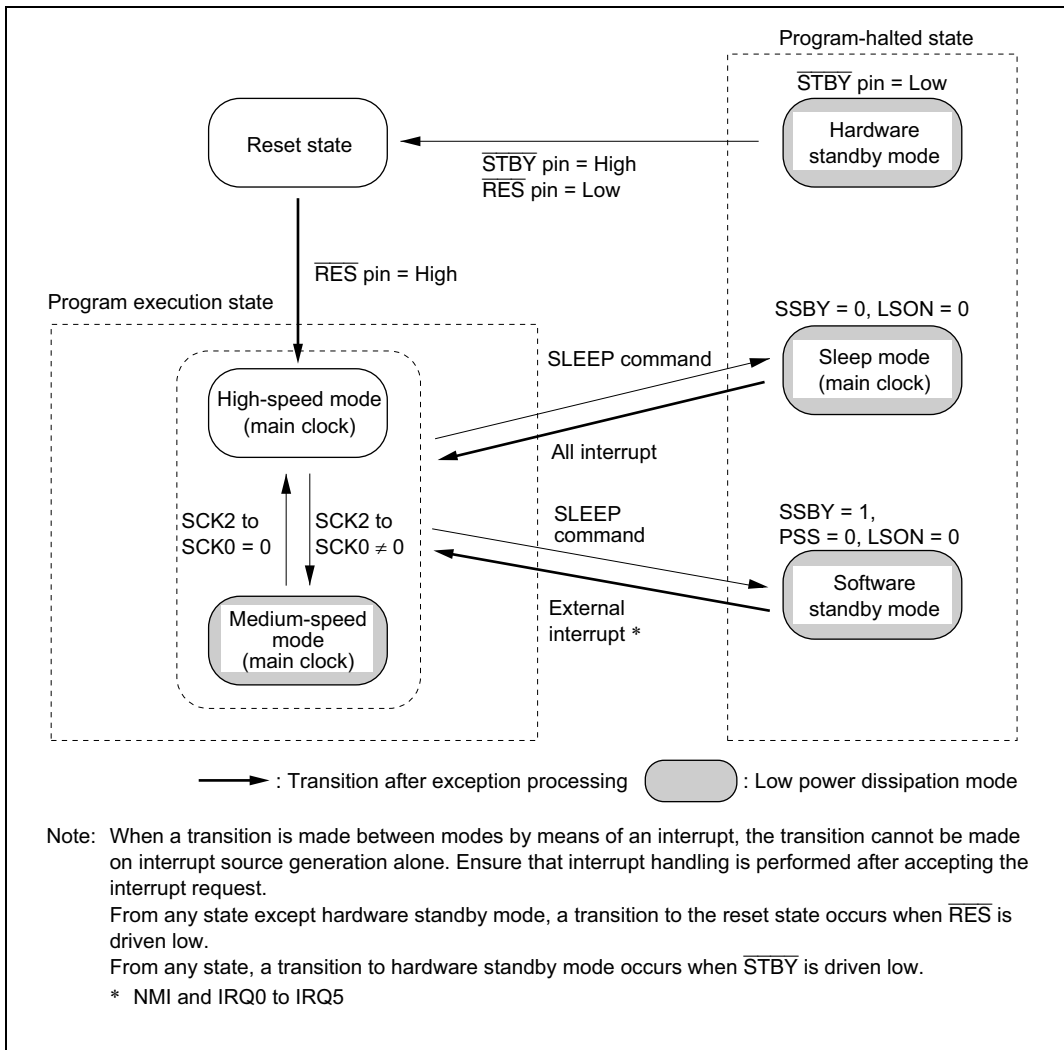 Program-halted state
STBY pin = Low
Hardware
standby mode
Reset state
STBY pin = High
RES pin = Low
RES pin = High
Program execution state
SSBY = 0, LSON = 0
Sleep mode
(main clock)
SLEEP command
High-speed mode
(main clock)
All interrupt
SCK2 to
SCK0 = 0
SCK2 to
SCK0 ≠ 0
SLEEP
command
SSBY = 1,
PSS = 0, LSON = 0
Software
standby mode
External
interrupt *
Medium-speed
mode
(main clock)
: Transition after exception processing
: Low power dissipation mode
Note: When a transition is made between modes by means of an interrupt, the transition cannot be made
on interrupt source generation alone. Ensure that interrupt handling is performed after accepting the
interrupt request.
From any state except hardware standby mode, a transition to the reset state occurs when RES is
driven low.
From any state, a transition to hardware standby mode occurs when STBY is driven low.
* NMI and IRQ0 to IRQ5